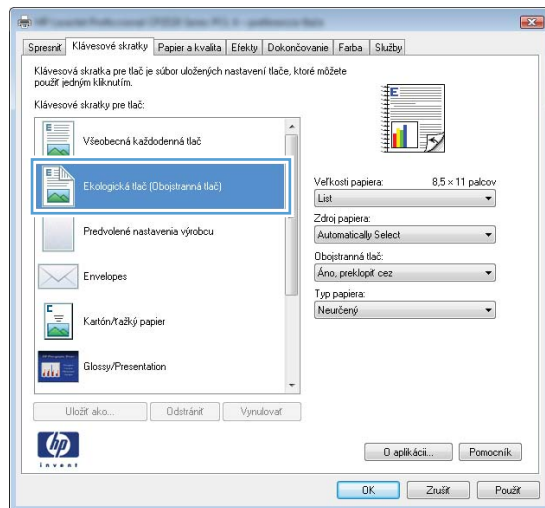 Spresniť Klávesové skratky Papier a kvalita Efekty Dokončovanie Farba Služby
Klávesová skratka pre tlač je súbor uložených nastavení tlače, ktoré môžete
použiť jedným kliknutím.
Klávesové skratky pre tlač:
Všeobecná každodenná tlač
Ekologická tlač (Obojstranná tlač)
Predvolené nastavenia výrobcu
Envelopes
Kartón/ťažký papier
Glossy/Presentation
Veľkosti papiera: 8,5 × 11 palcov
List
Zdroj papiera:
Automatically Select
Obojstranná tlač:
Áno, preklopiť cez
Typ papiera:
Neurčený
Uložiť ako... Odstrániť Vynulovať
hp
invent
O aplikácii... Pomocník
OK Zrušiť Použiť